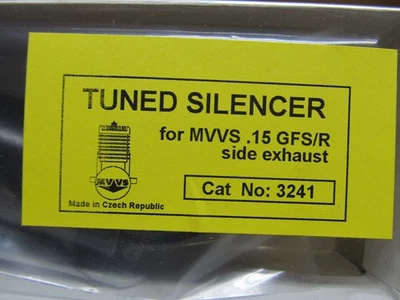 TUNED SILENCER
for MVVS .15 GFS/R
side exhaust
MVVS
Cat No: 3241
Made in Czech Republic